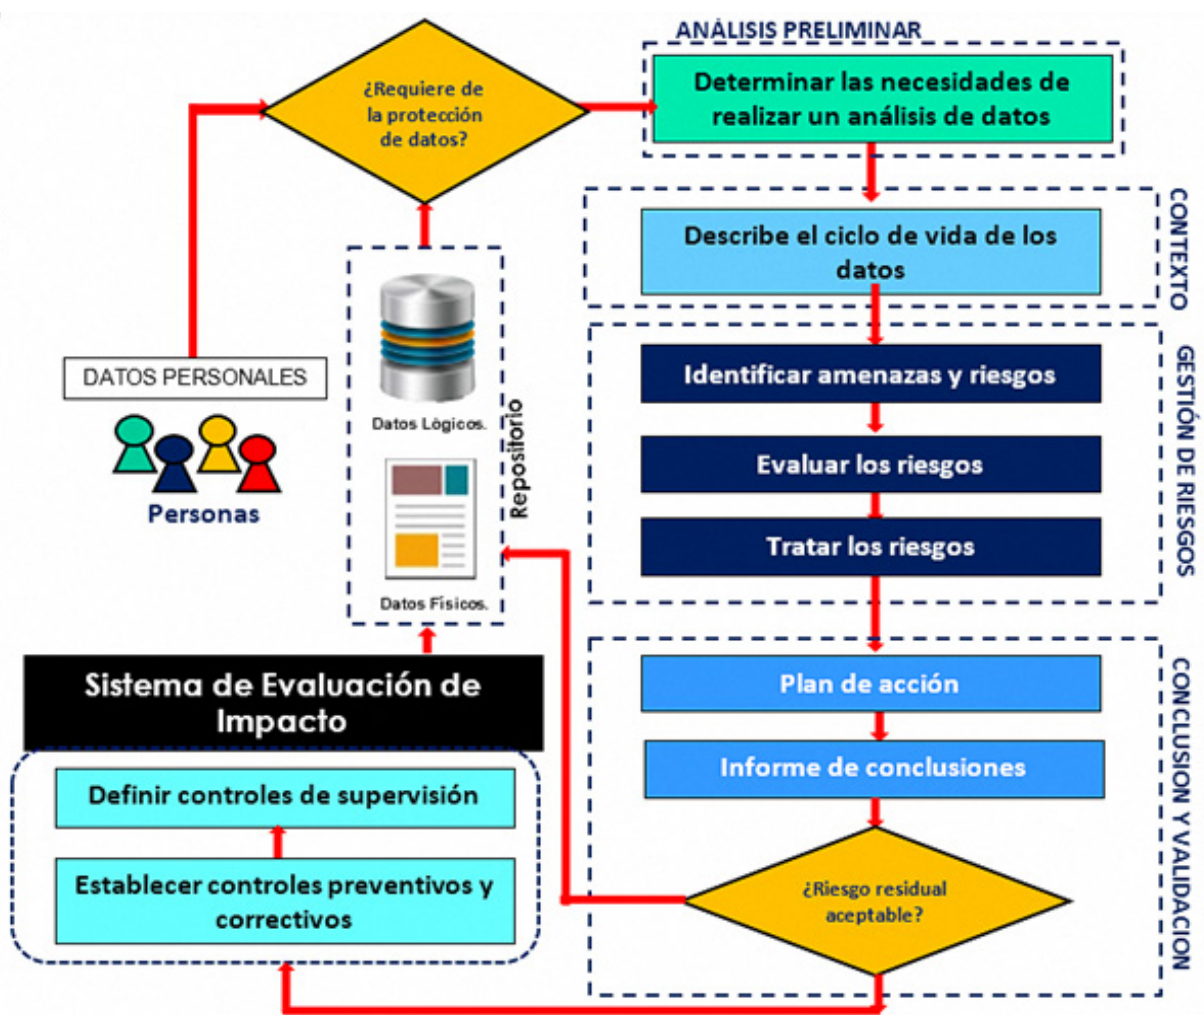 ANÁLISIS PRELIMINAR
¿Requiere de
la protección
de datos?
Determinar las necesidades de
realizar un análisis de datos
CONTEXTO
Describe el ciclo de vida de los
datos
DATOS PERSONALES
Personas
Datos Lògicos.
Repositorio
Datos Físicos.
GESTIÓN DE RIESGOS
Identificar amenazas y riesgos
Evaluar los riesgos
Tratar los riesgos
Sistema de Evaluación de
Impacto
Definir controles de supervisión
Establecer controles preventivos y
correctivos
CONCLUSION Y VALIDACION
Plan de acción
Informe de conclusiones
¿Riesgo residual
aceptable?